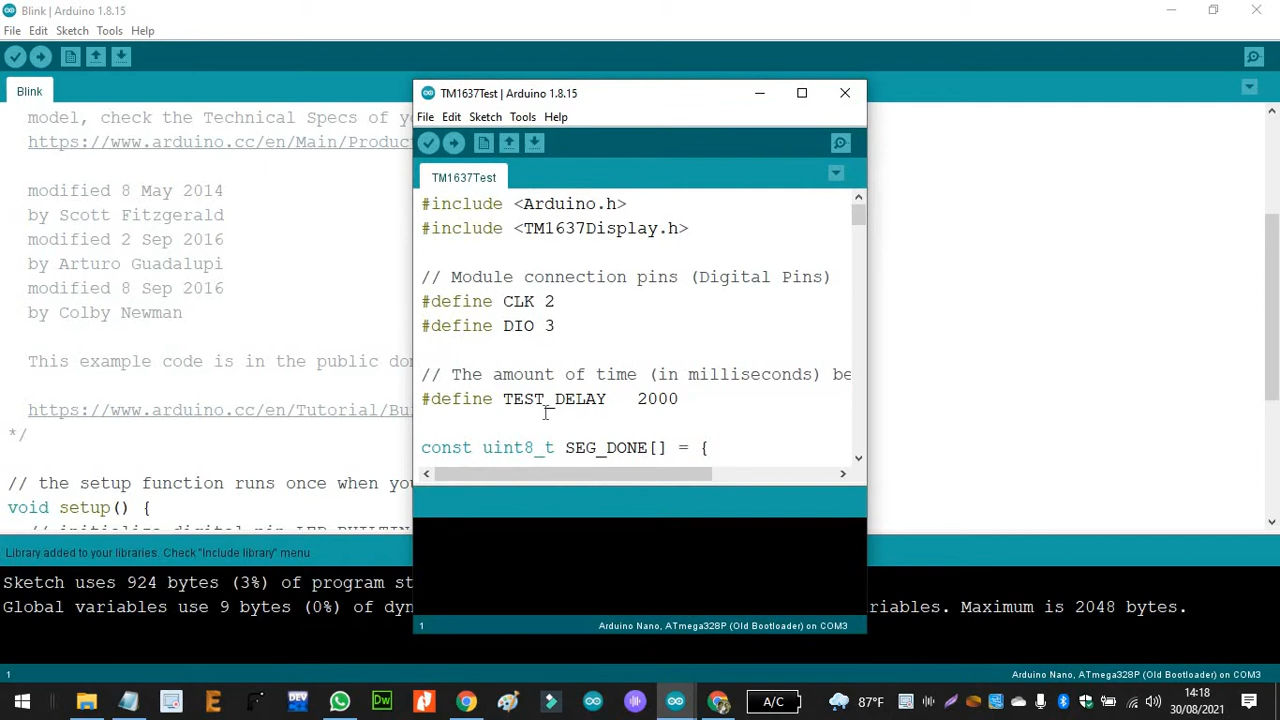 Blink | Arduino 1.8.15
File Edit Sketch Tools Help
Blink
model, check the Technical Specs of
https://www.arduino.cc/en/Main/Produc
modified 8 May 2014
by Scott Fitzgerald
modified 2 Sep 2016
by Arturo Guadalupi
modified 8 Sep 2016
by Colby Newman
This example code is in the public
https://www.arduino.cc/en/Tutorial/Bu
*/
// the setup function runs once when
void setup() {
// initialize digital pin LED_BUILTIN
Library added to your libraries. Check "Include library" menu
Sketch uses 924 bytes (3%) of program
Global variables use 9 bytes (0%) of
variables. Maximum is 2048 bytes.
1
Arduino Nano, ATmega328P (Old Bootloader) on COM3
TM1637Test | Arduino 1.8.15
File Edit Sketch Tools Help
TM1637Test
#include <Arduino.h>
#include <TM1637Display.h>
// Module connection pins (Digital Pins)
#define CLK 2
#define DIO 3
// The amount of time (in milliseconds) be
#define TEST_DELAY 2000
const uint8_t SEG_DONE[] = {
1
Arduino Nano, ATmega328P (Old Bootloader) on COM3
DEV
Dw
A/C
87°F
14:18
30/08/2021